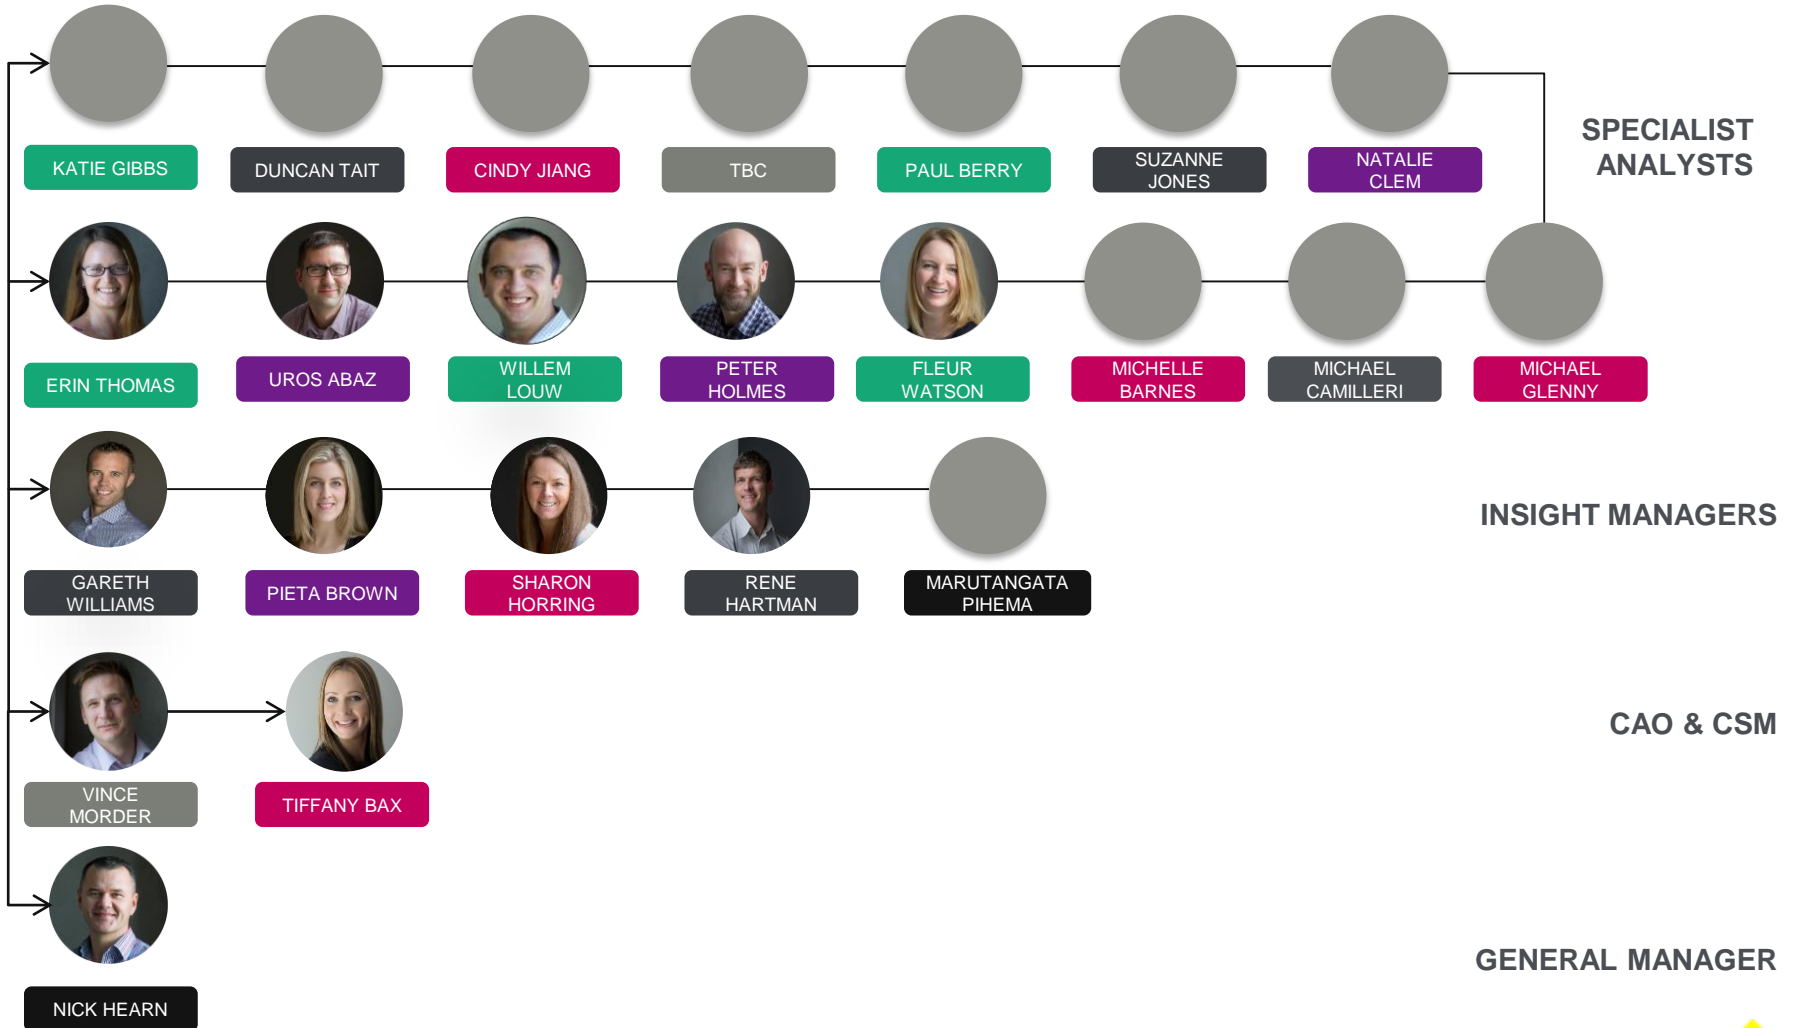 KATIE GIBBS
DUNCAN TAIT
CINDY JIANG
TBC
PAUL BERRY
SUZANNE
JONES
NATALIE
CLEM
SPECIALIST
ANALYSTS
ERIN THOMAS
UROS ABAZ
WILLEM
LOUW
PETER
HOLMES
FLEUR
WATSON
MICHELLE
BARNES
MICHAEL
CAMILLERI
MICHAEL
GLENNY
GARETH
WILLIAMS
PIETA BROWN
SHARON
HORRING
RENE
HARTMAN
MARUTANGATA
PIHEMA
INSIGHT MANAGERS
VINCE
MORDER
TIFFANY BAX
CAO & CSM
NICK HEARN
GENERAL MANAGER